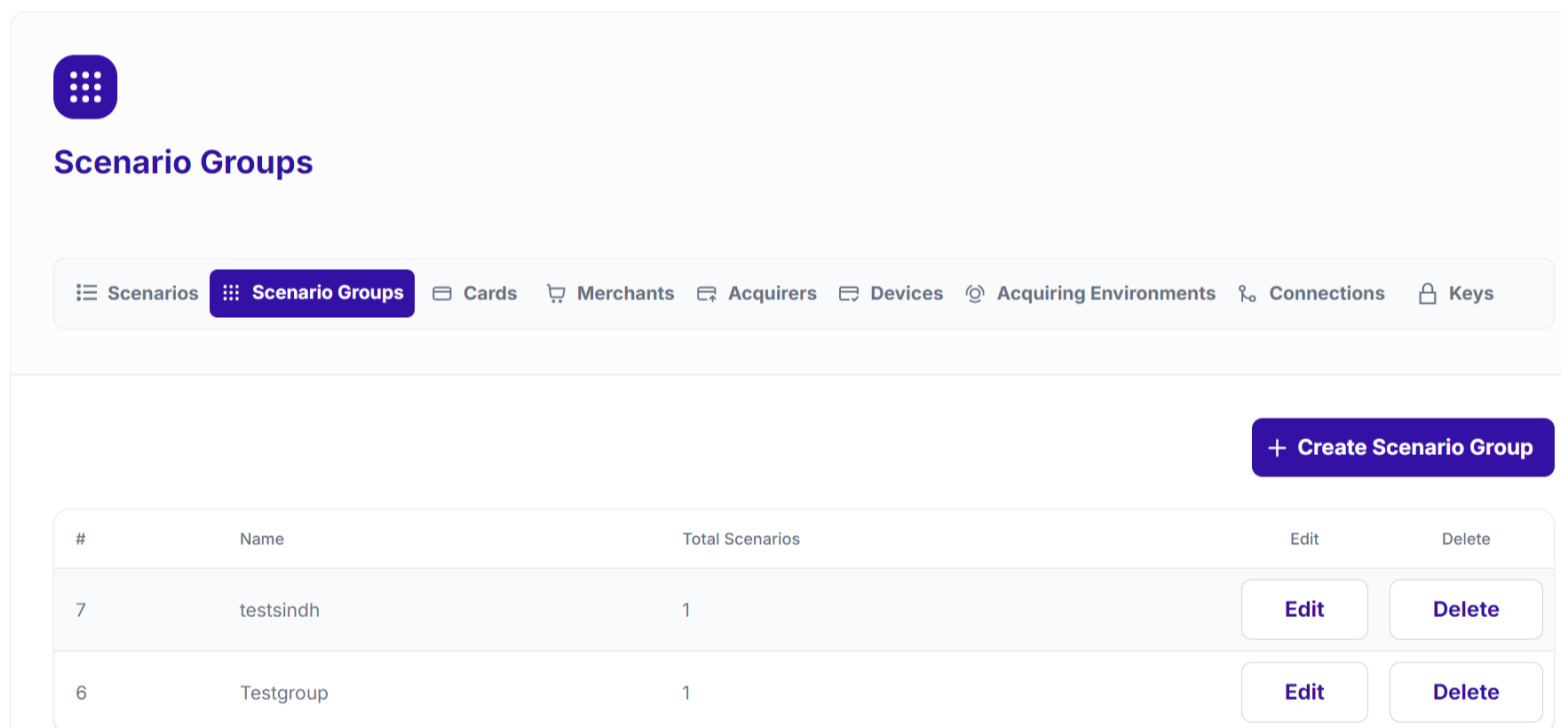 Scenario Groups
Scenarios Scenario Groups Cards Merchants Acquirers Devices Acquiring Environments Connections Keys
+ Create Scenario Group
# Name Total Scenarios Edit Delete
7 testsindh 1 Edit Delete
6 Testgroup 1 Edit Delete